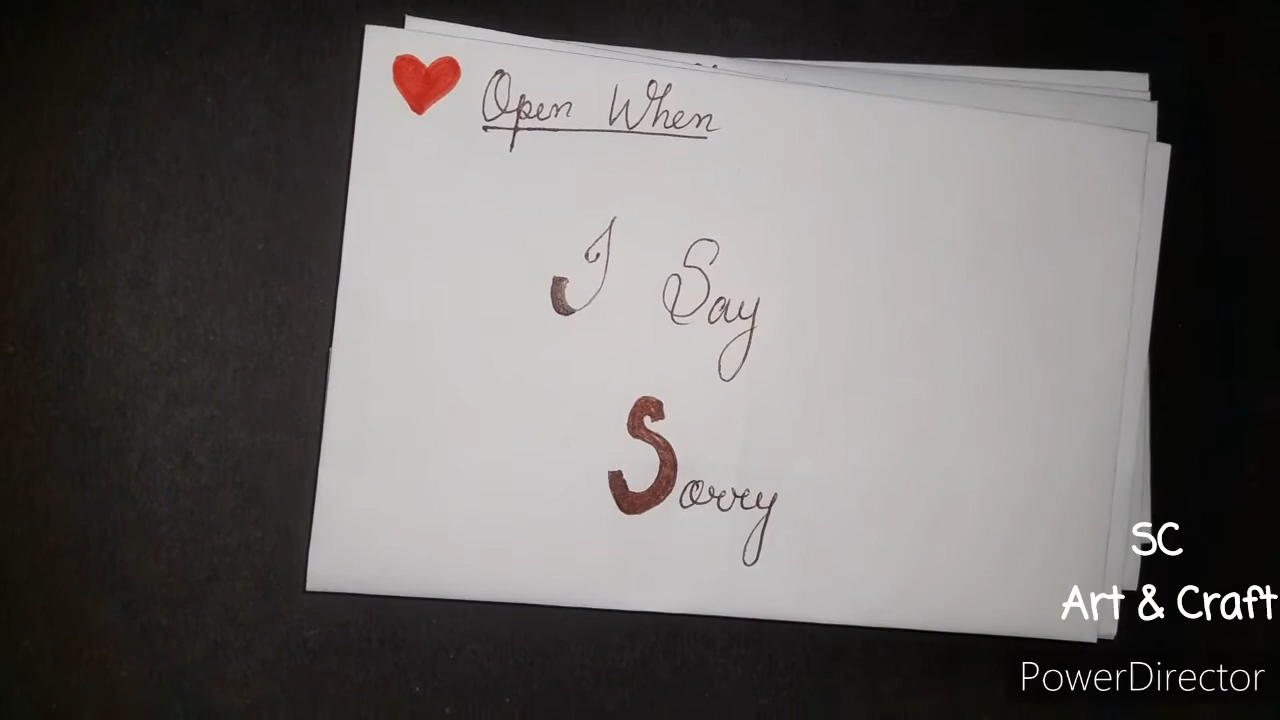 Open When
I Say
Sorry
SC
Art & Craft
PowerDirector